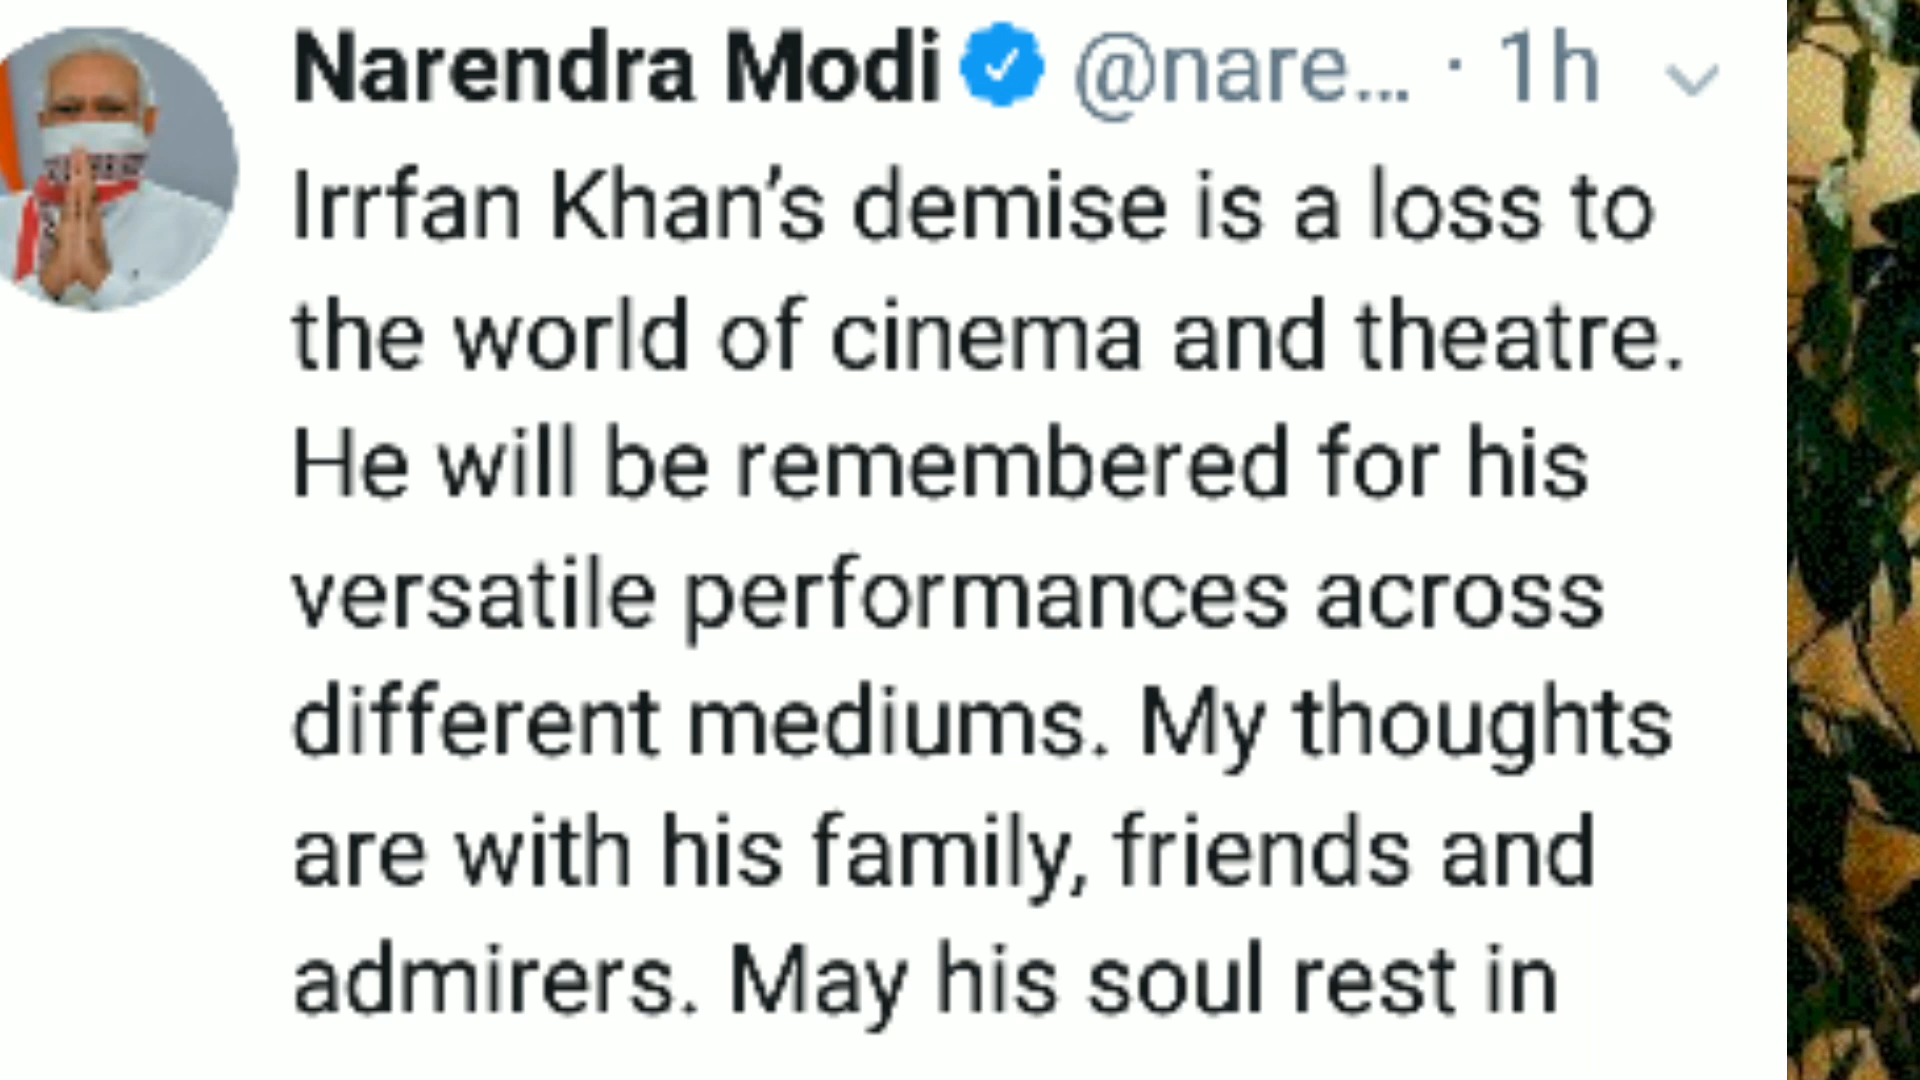 Narendra Modi @nare... · 1h
Irrfan Khan's demise is a loss to
the world of cinema and theatre.
He will be remembered for his
versatile performances across
different mediums. My thoughts
are with his family, friends and
admirers. May his soul rest in